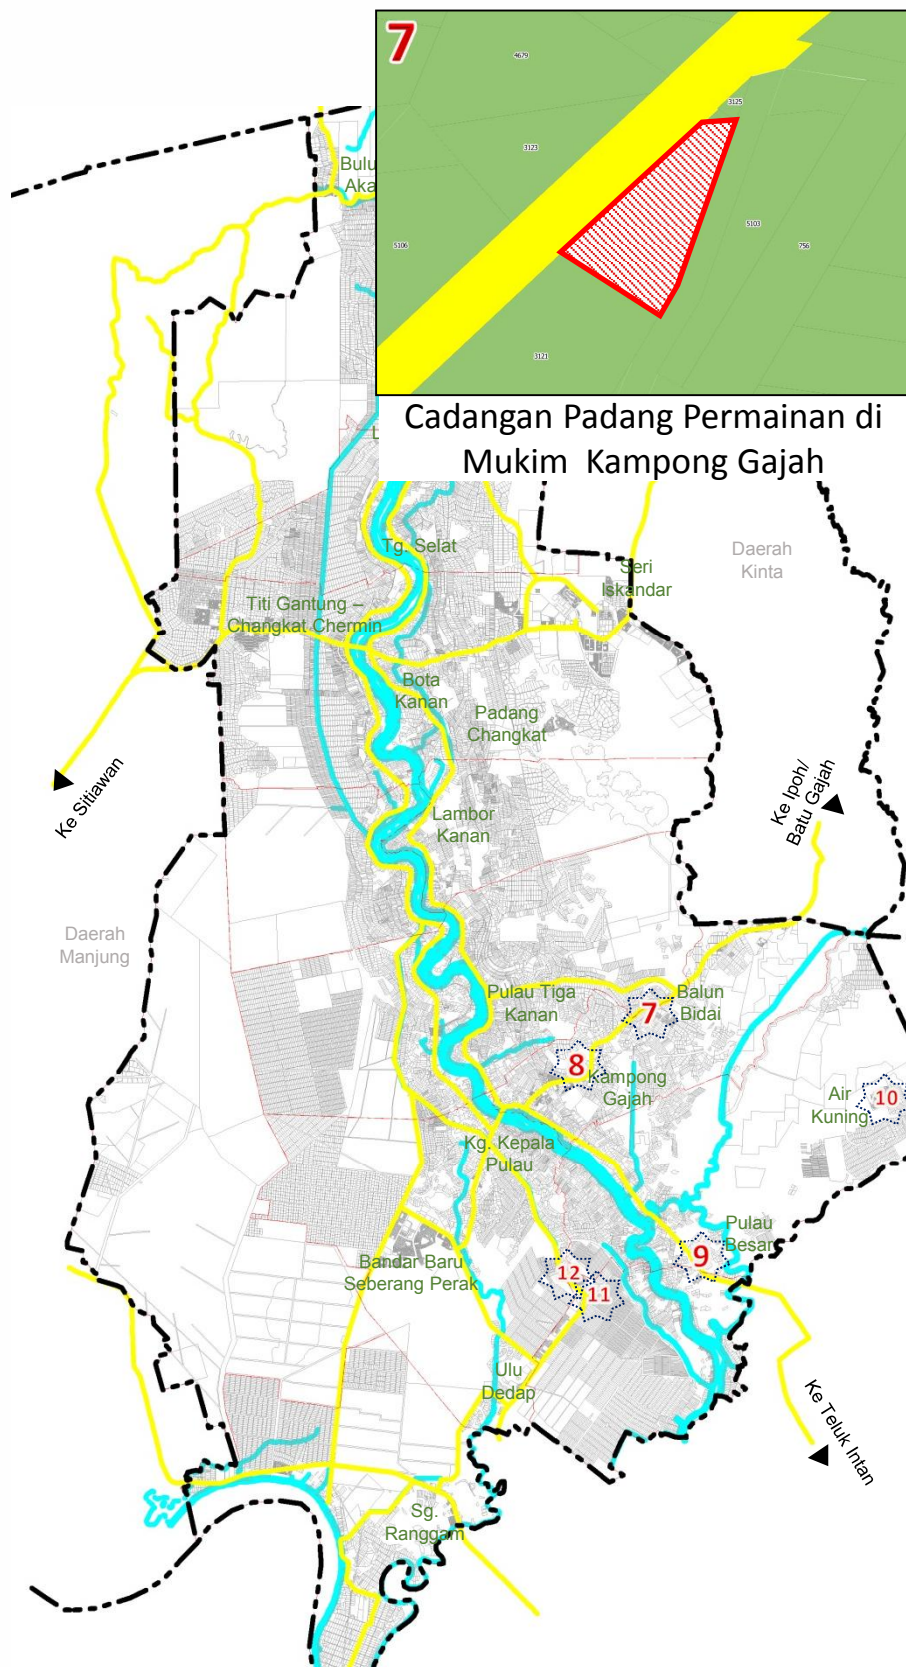 7
4679
3125
3123
5103
756
5106
3121
Cadangan Padang Permainan di
Mukim Kampong Gajah
Tg. Selat
Seri
Iskandar
Daerah
Kinta
Titi Gantung –
Changkat Chermin
Bota
Kanan
Padang
Changkat
Ke Sitiawan
Ke Ipoh/
Batu Gajah
Lambor
Kanan
Daerah
Manjung
Pulau Tiga
Kanan
Balun
Bidai
7
8
Kampong
Gajah
Air
Kuning
10
Kg. Kepala
Pulau
Pulau
Besar
9
Bandar Baru
Seberang Perak
12
11
Ulu
Dedap
Ke Teluk Intan
Sg.
Ranggam